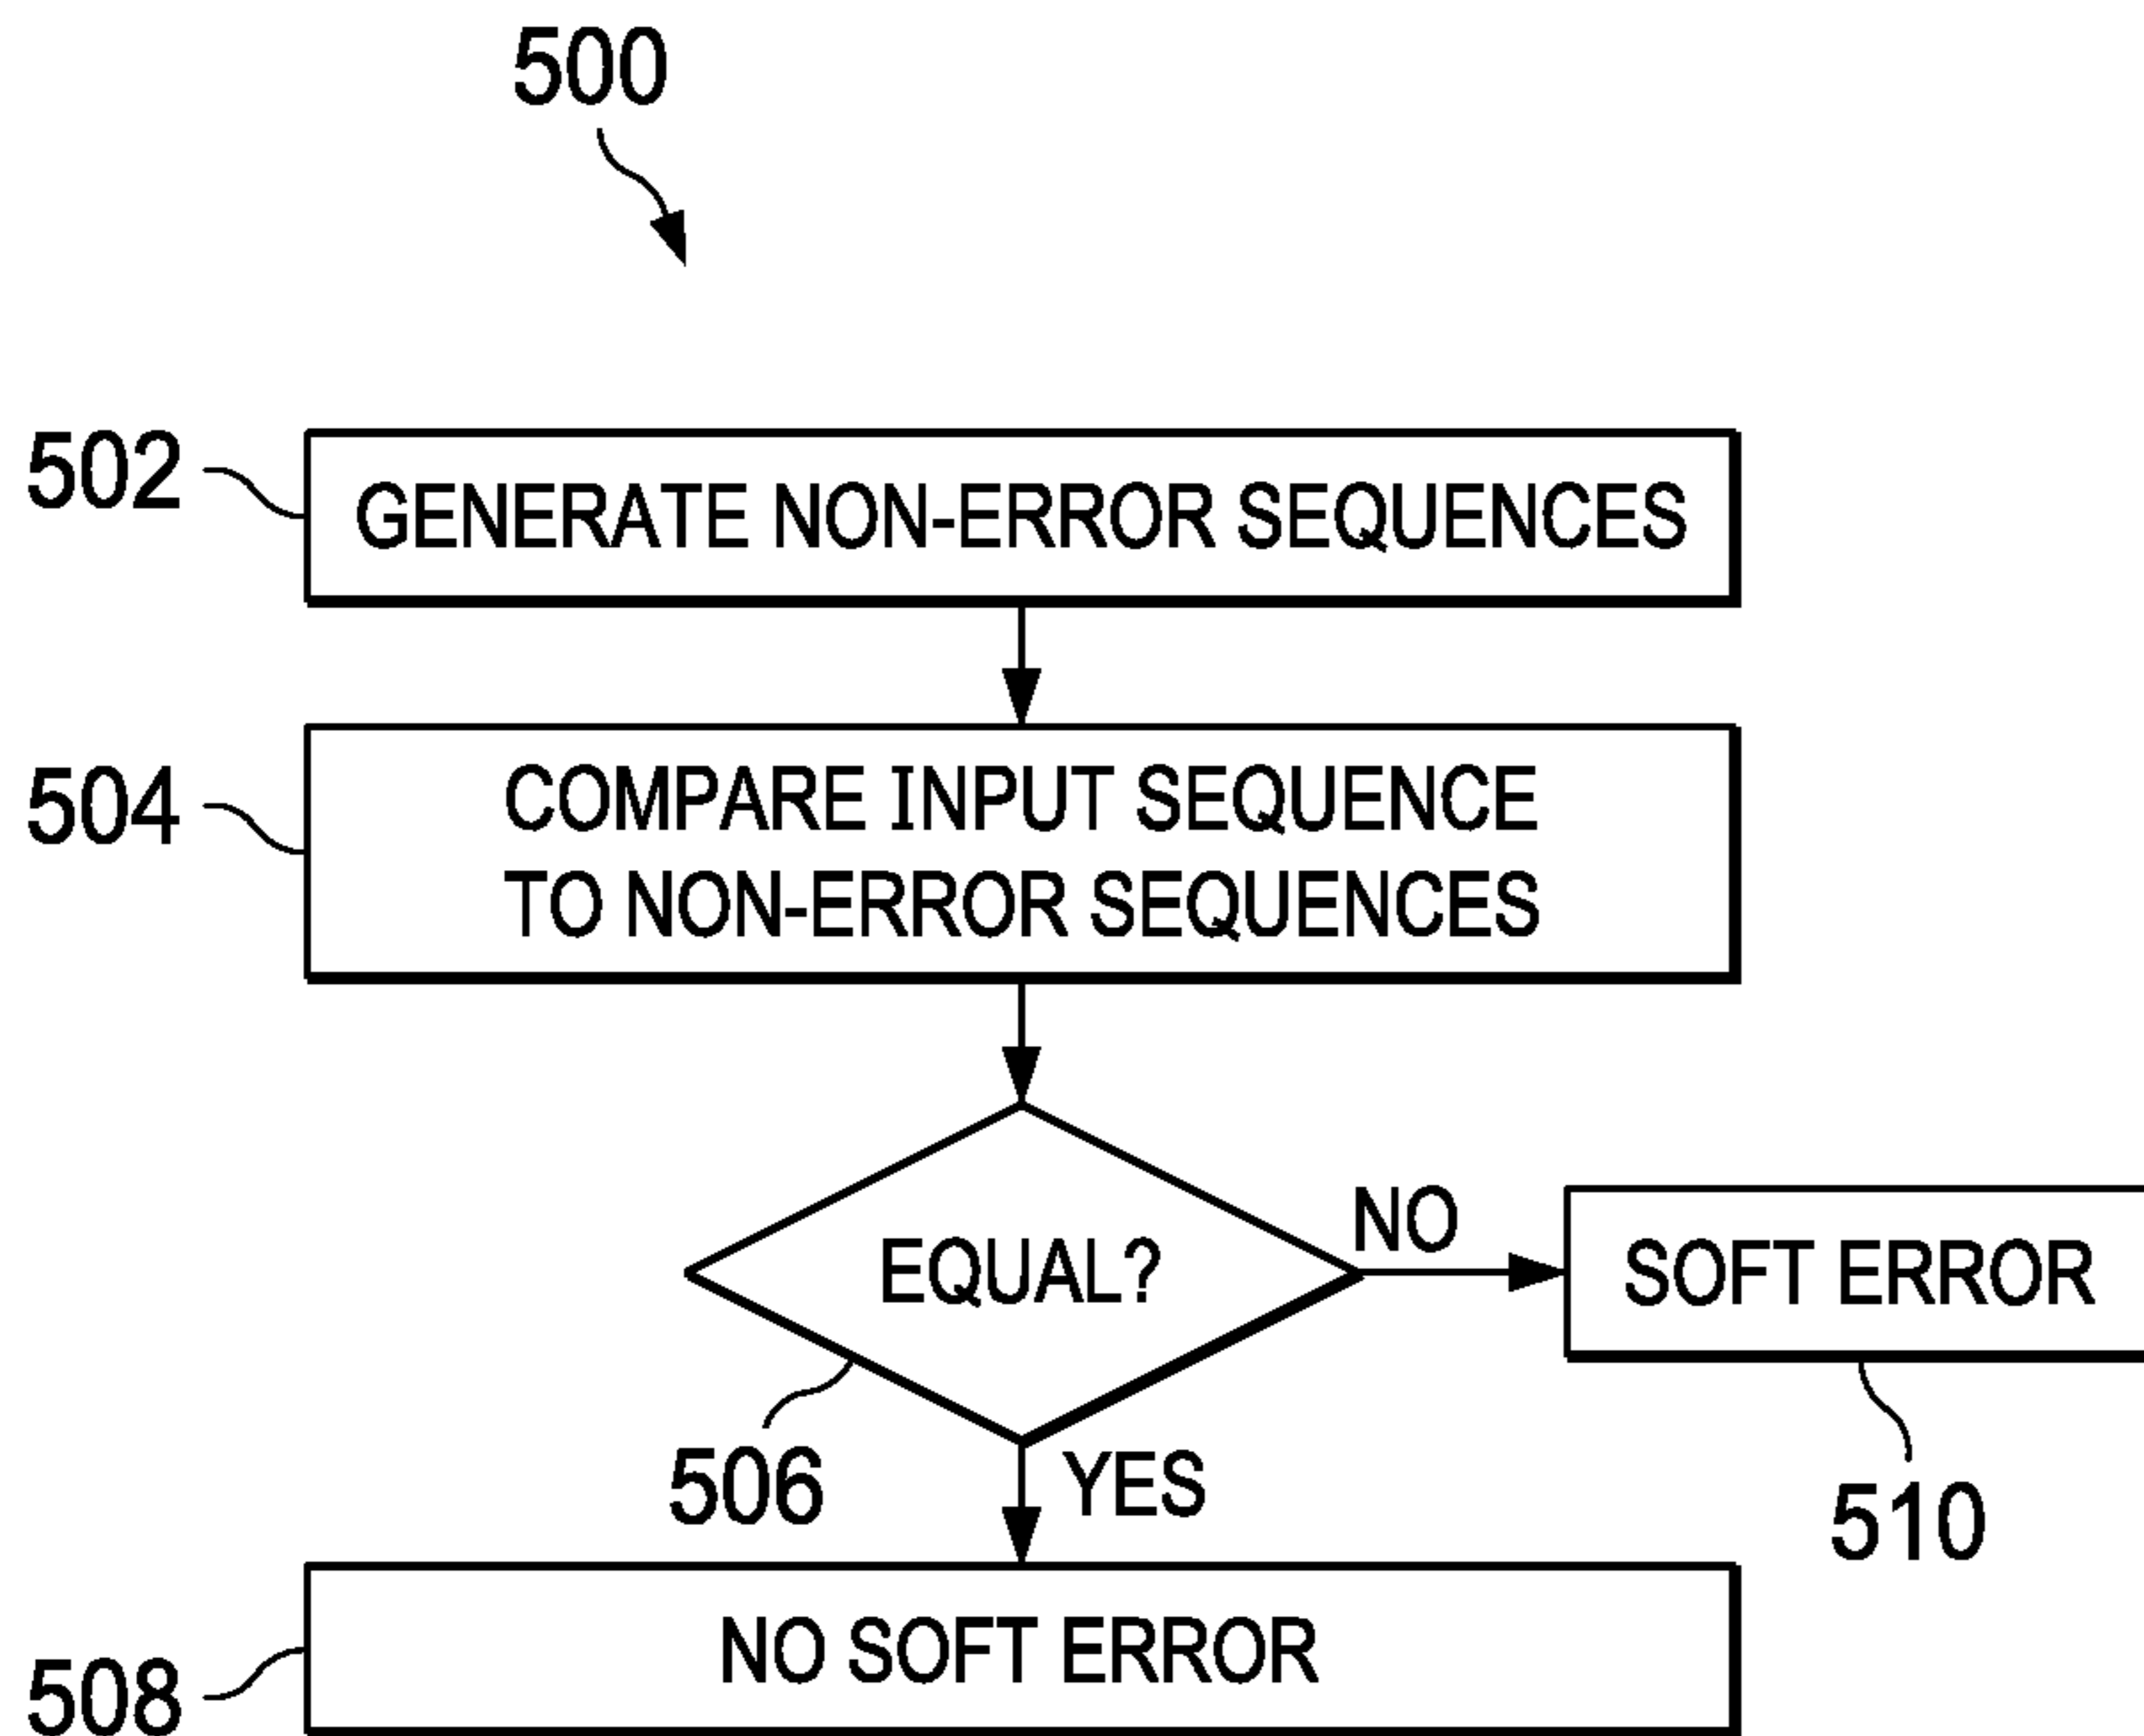 500
502
GENERATE NON-ERROR SEQUENCES
504
COMPARE INPUT SEQUENCE
TO NON-ERROR SEQUENCES
EQUAL?
NO
SOFT ERROR
506
YES
510
NO SOFT ERROR
508